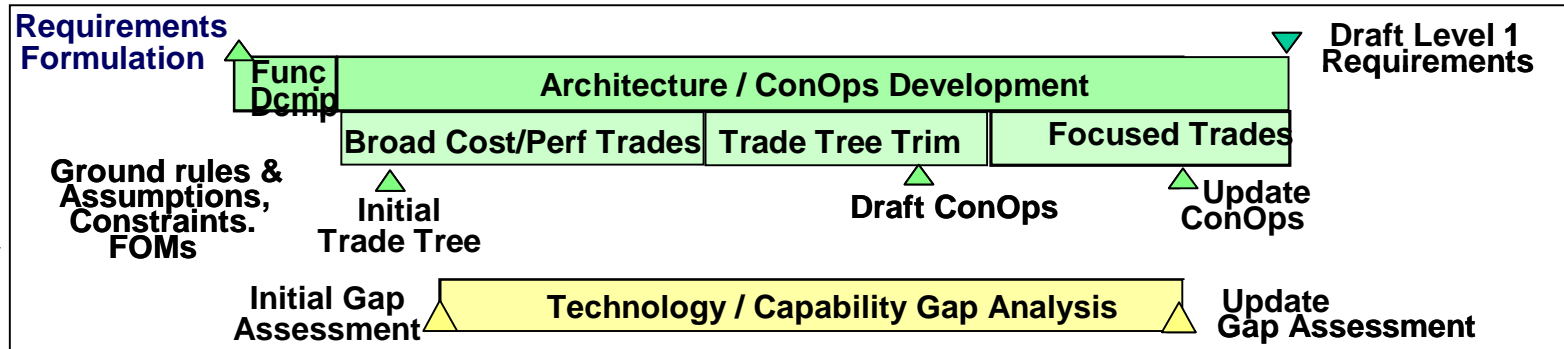 Requirements
Formulation
Draft Level 1
Requirements
Func
Dcmp
Architecture / ConOps Development
Broad Cost/Perf Trades
Trade Tree Trim
Focused Trades
Ground rules &
Assumptions,
Constraints.
FOMs
Initial
Trade Tree
Draft ConOps
Update
ConOps
Initial Gap
Assessment
Technology / Capability Gap Analysis
Update
Gap Assessment